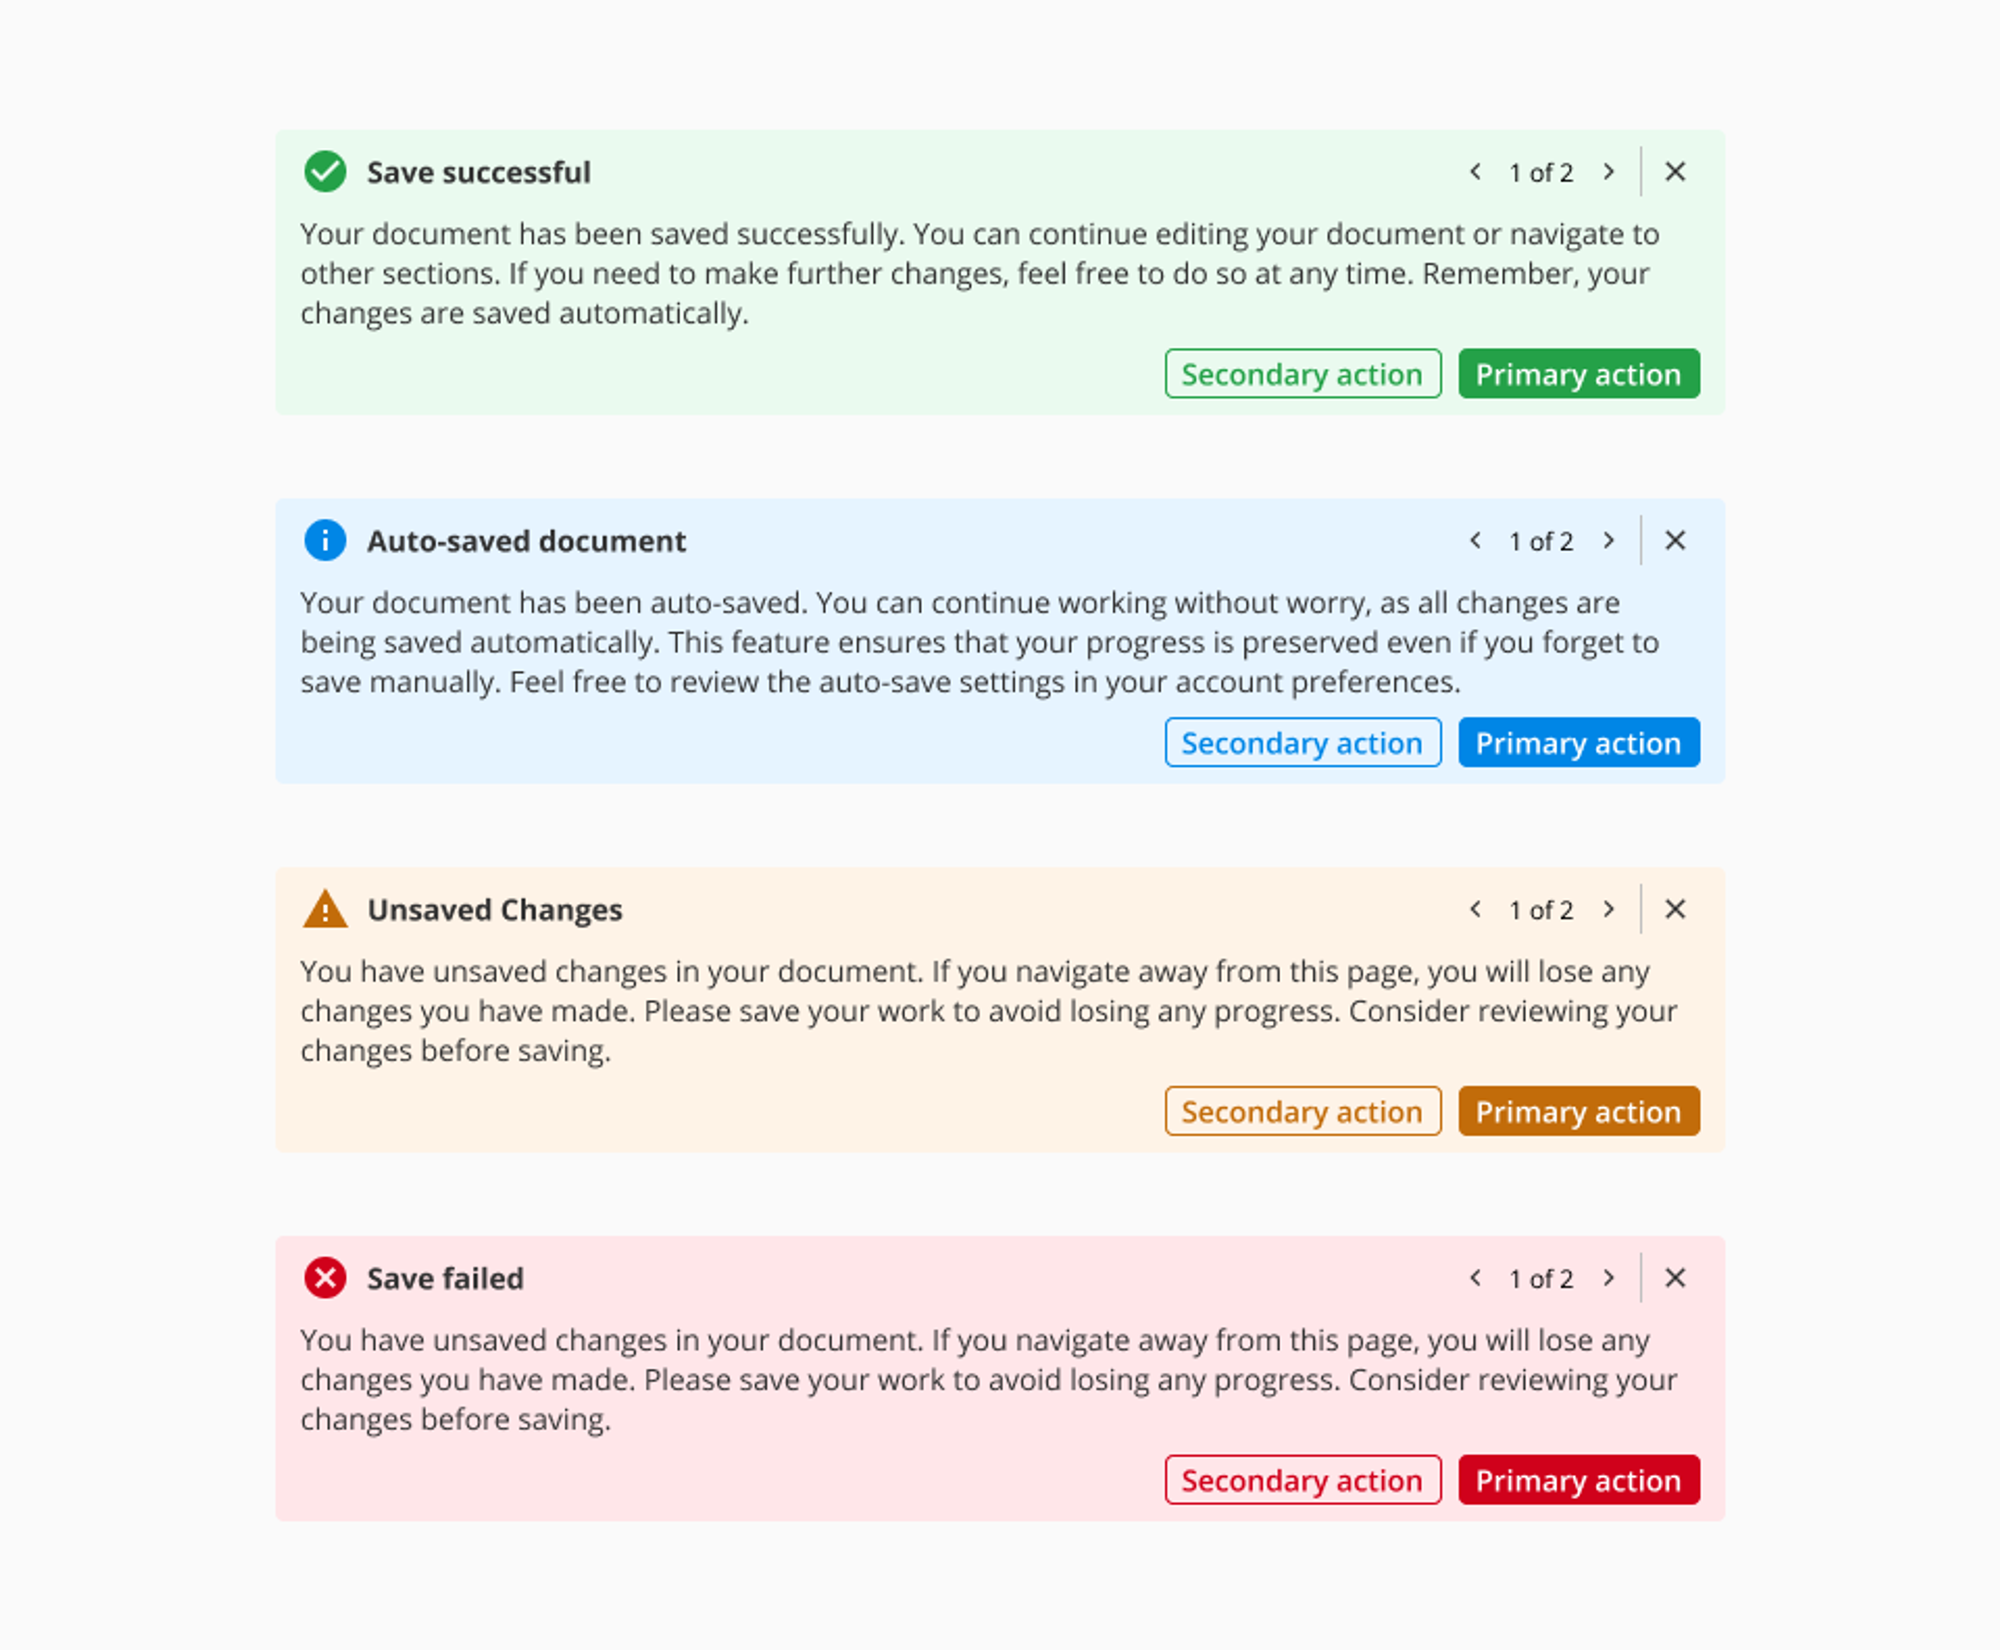 Save successful
1 of 2
Your document has been saved successfully. You can continue editing your document or navigate to
other sections. If you need to make further changes, feel free to do so at any time. Remember, your
changes are saved automatically.
Secondary action
Primary action
Auto-saved document
1 of 2
Your document has been auto-saved. You can continue working without worry, as all changes are
being saved automatically. This feature ensures that your progress is preserved even if you forget to
save manually. Feel free to review the auto-save settings in your account preferences.
Secondary action
Primary action
Unsaved Changes
1 of 2
You have unsaved changes in your document. If you navigate away from this page, you will lose any
changes you have made. Please save your work to avoid losing any progress. Consider reviewing your
changes before saving.
Secondary action
Primary action
Save failed
1 of 2
You have unsaved changes in your document. If you navigate away from this page, you will lose any
changes you have made. Please save your work to avoid losing any progress. Consider reviewing your
changes before saving.
Secondary action
Primary action